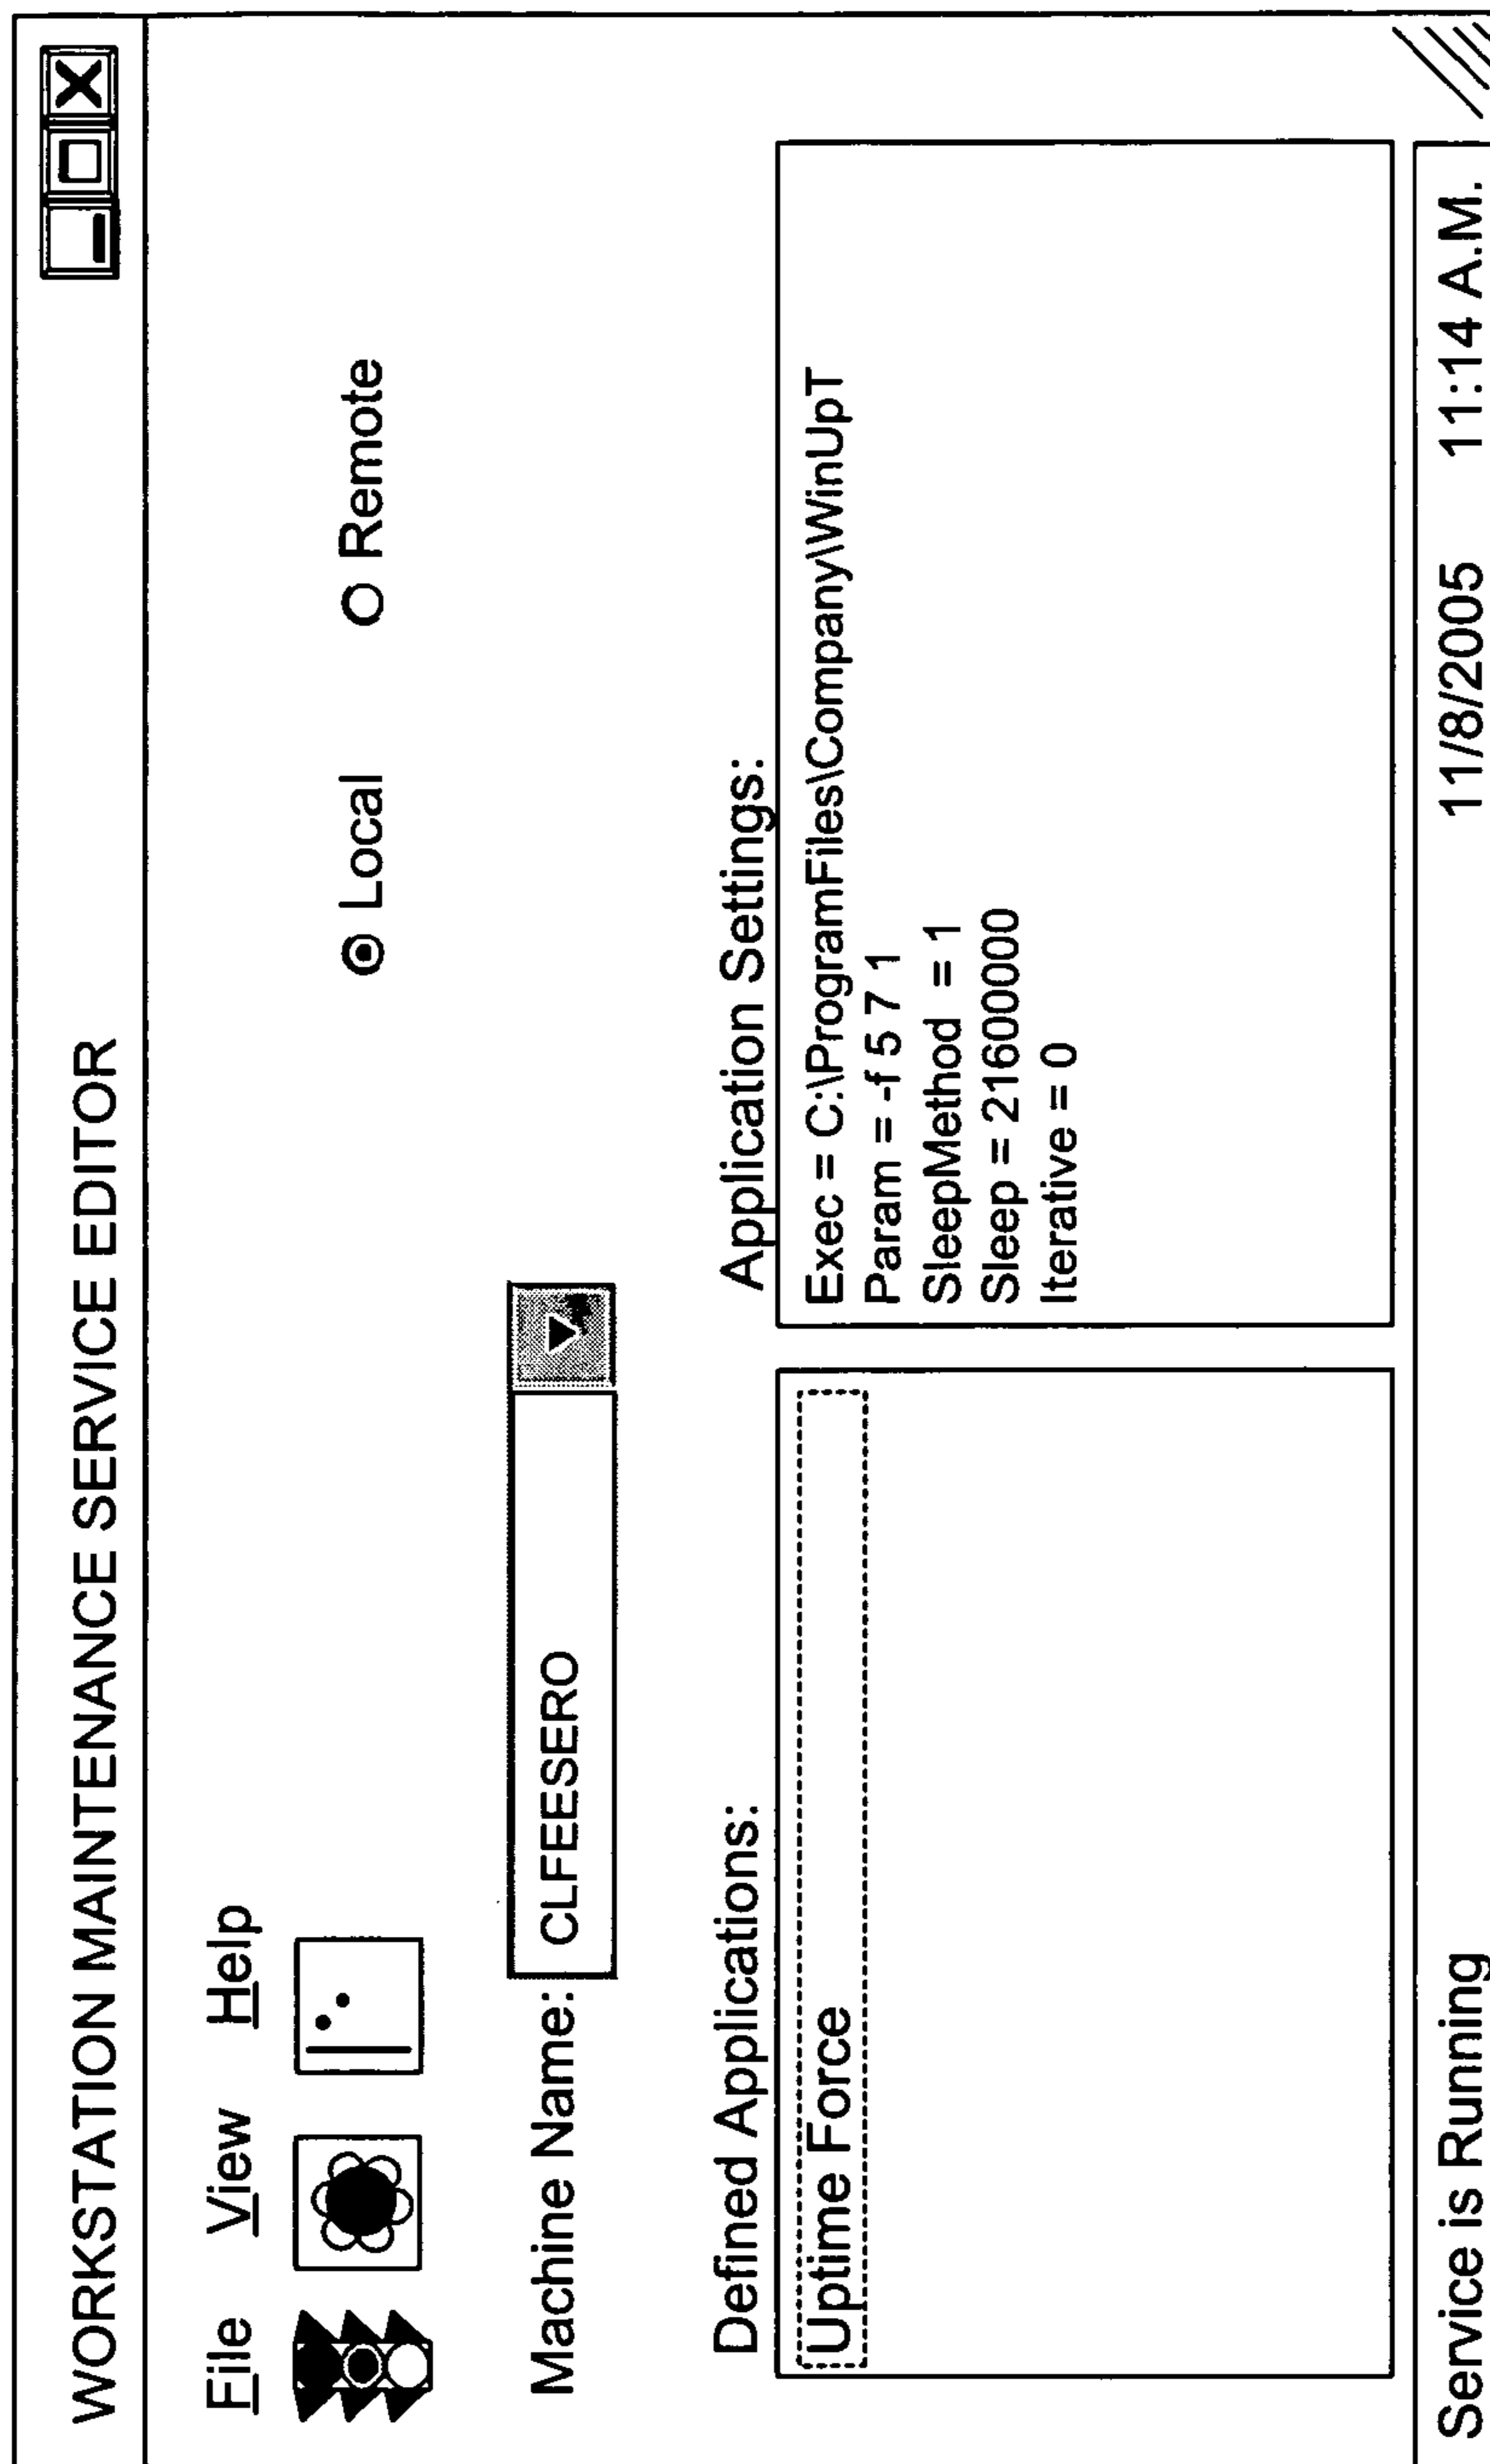 WORKSTATION MAINTENANCE SERVICE EDITOR
File View Help
Local Remote
Machine Name: CLFEESERO
Defined Applications:
Uptime Force
Application Settings:
Exec = C:\ProgramFiles\Company\WinUpT
Param = -f 5 7 1
SleepMethod = 1
Sleep = 21600000
Iterative = 0
Service is Running 11/8/2005 11:14 A.M.